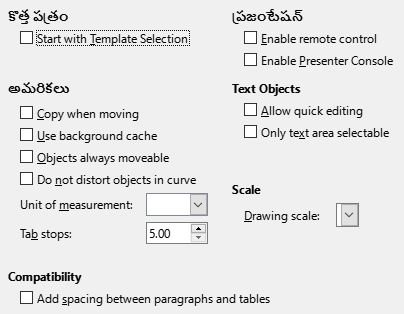 కొత్త పత్రం
Start with Template Selection
అమరికలు
Copy when moving
Use background cache
Objects always moveable
Do not distort objects in curve
Unit of measurement:
Tab stops: 5.00
Compatibility
Add spacing between paragraphs and tables
ప్రజంటేషన్
Enable remote control
Enable Presenter Console
Text Objects
Allow quick editing
Only text area selectable
Scale
Drawing scale: